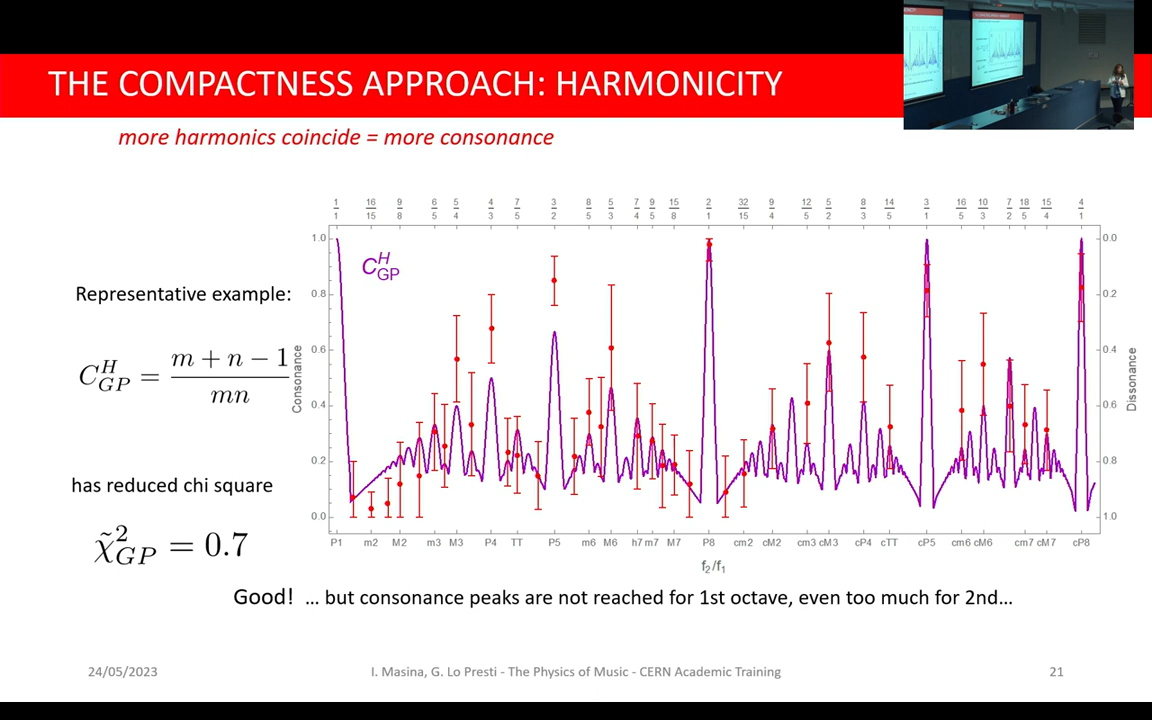 THE COMPACTNESS APPROACH: HARMONICITY
more harmonics coincide = more consonance
1/1 16/15 9/8 6/5 5/4 4/3 7/5 3/2 8/5 5/3 7/4 9/5 15/8 2/1 32/15 9/4 12/5 5/2 8/3 14/5 3/1 16/5 10/3 7/2 18/5 15/4 4/1
1.0 0.0
C^H_GP
Representative example:
0.8 0.2
C^H_GP = (m + n − 1)/(mn)
0.6 0.4
Consonance
Dissonance
0.4 0.6
has reduced chi square
0.2 0.8
χ̃²_GP = 0.7
0.0 1.0
P1 m2 M2 m3 M3 P4 TT P5 m6 M6 h7 m7 M7 P8 cm2 cM2 cm3 cM3 cP4 cTT cP5 cm6 cM6 cm7 cM7 cP8
f₂/f₁
Good! ... but consonance peaks are not reached for 1st octave, even too much for 2nd...
24/05/2023
I. Masina, G. Lo Presti - The Physics of Music - CERN Academic Training
21